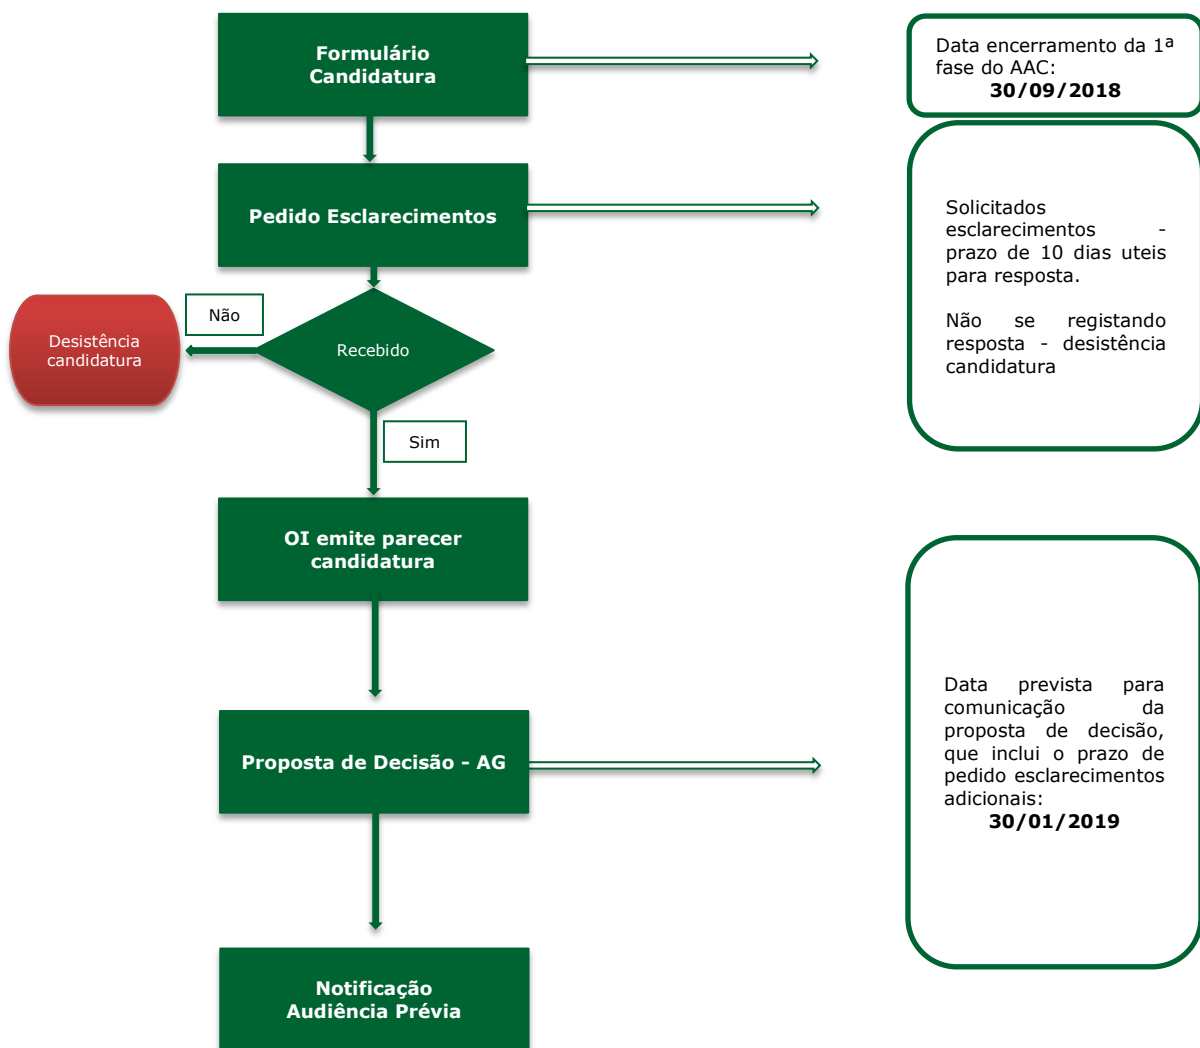 Formulário
Candidatura
Data encerramento da 1ª
fase do AAC:
30/09/2018
Pedido Esclarecimentos
Solicitados
esclarecimentos -
prazo de 10 dias uteis
para resposta.
Não se registando
resposta - desistência
candidatura
Não
Desistência
candidatura
Recebido
Sim
OI emite parecer
candidatura
Proposta de Decisão – AG
Data prevista para
comunicação da
proposta de decisão,
que inclui o prazo de
pedido esclarecimentos
adicionais:
30/01/2019
Notificação
Audiência Prévia